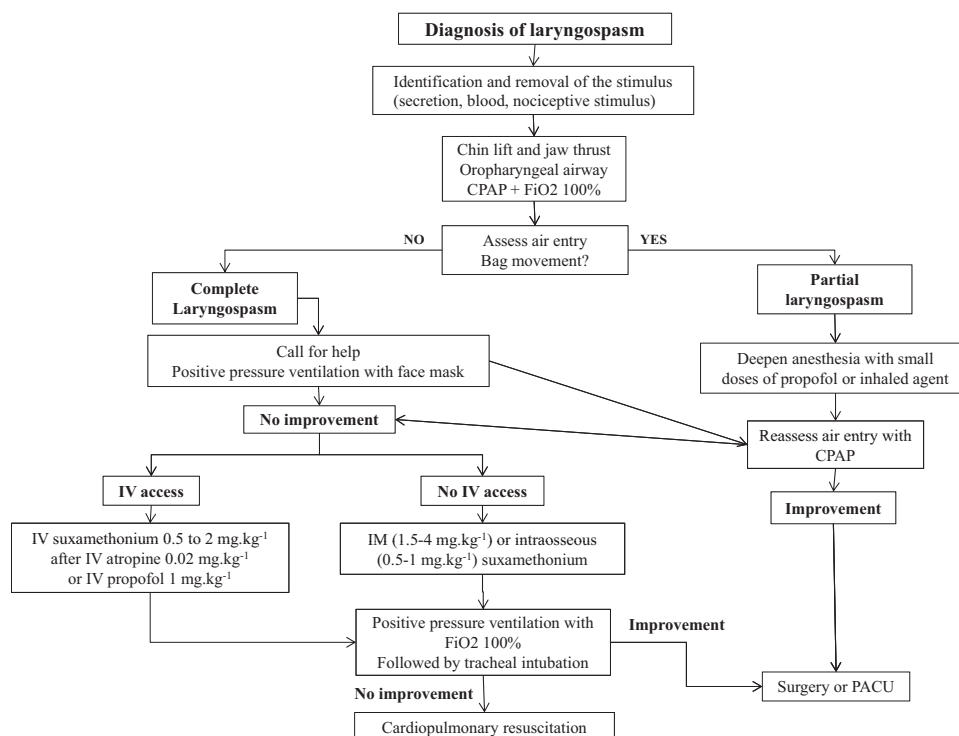 Diagnosis of laryngospasm
Identification and removal of the stimulus
(secretion, blood, nociceptive stimulus)
Chin lift and jaw thrust
Oropharyngeal airway
CPAP + FiO2 100%
NO
Assess air entry
Bag movement?
YES
Complete
Laryngospasm
Partial
laryngospasm
Call for help
Positive pressure ventilation with face mask
Deepen anesthesia with small
doses of propofol or inhaled agent
No improvement
Reassess air entry with
CPAP
IV access
No IV access
Improvement
IV suxamethonium 0.5 to 2 mg.kg⁻¹
after IV atropine 0.02 mg.kg⁻¹
or IV propofol 1 mg.kg⁻¹
IM (1.5-4 mg.kg⁻¹) or intraosseous
(0.5-1 mg.kg⁻¹) suxamethonium
Positive pressure ventilation with
FiO2 100%
Followed by tracheal intubation
Improvement
No improvement
Surgery or PACU
Cardiopulmonary resuscitation